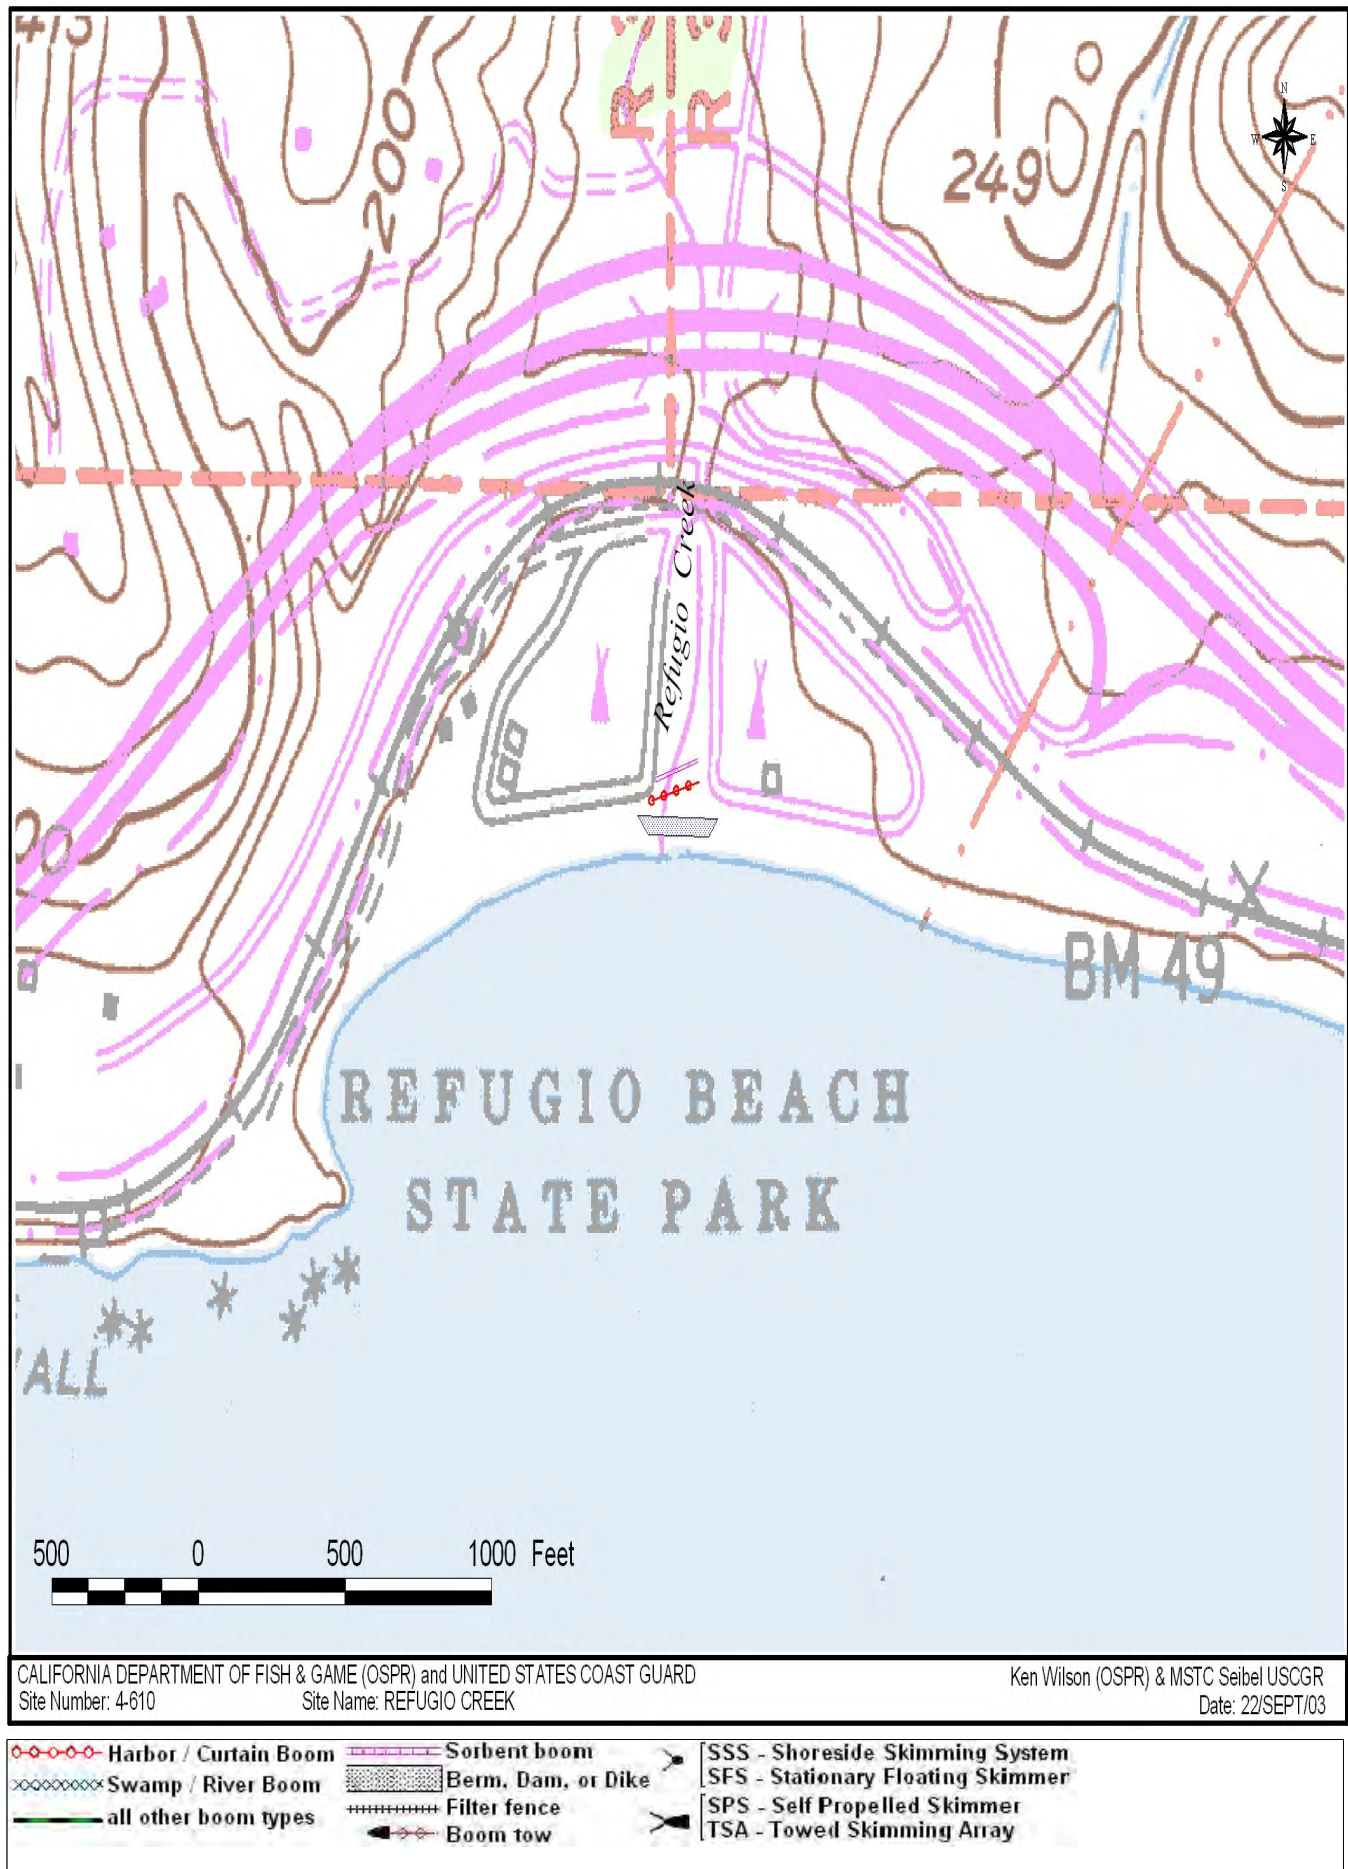 413
200
R
R
249
N
W E
S
Refugio Creek
BM 49
REFUGIO BEACH
STATE PARK
500 0 500 1000 Feet
CALIFORNIA DEPARTMENT OF FISH & GAME (OSPR) and UNITED STATES COAST GUARD
Ken Wilson (OSPR) & MSTC Seibel USCGR
Site Number: 4-610 Site Name: REFUGIO CREEK
Date: 22/SEPT/03
Harbor / Curtain Boom
Swamp / River Boom
all other boom types
Sorbent boom
Berm, Dam, or Dike
Filter fence
Boom tow
SSS - Shoreside Skimming System
SFS - Stationary Floating Skimmer
SPS - Self Propelled Skimmer
TSA - Towed Skimming Array